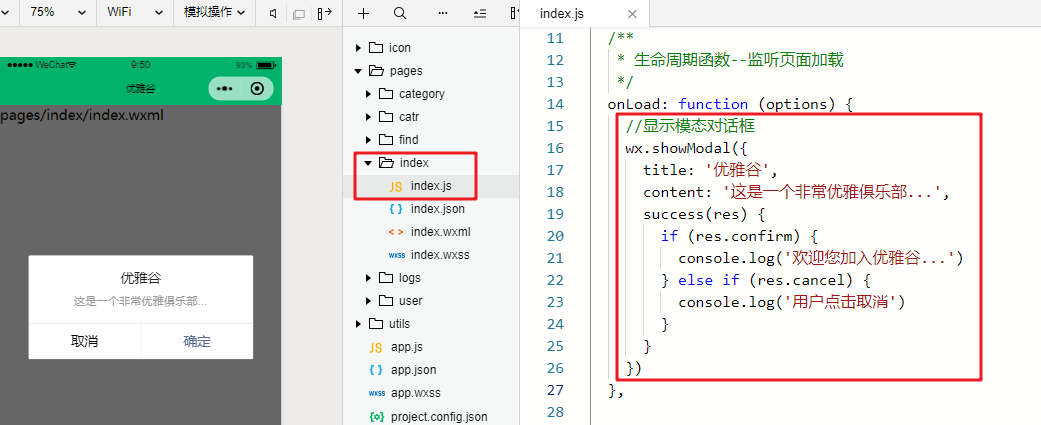 75%
WiFi
模拟操作
WeChat
9:50
93%
优雅谷
pages/index/index.wxml
优雅谷
这是一个非常优雅俱乐部...
取消
确定
icon
pages
category
catr
find
index
JS index.js
{ } index.json
< > index.wxml
wxss index.wxss
logs
user
utils
JS app.js
{ } app.json
wxss app.wxss
{o} project.config.json
index.js
11 /**
12 * 生命周期函数--监听页面加载
13 */
14 onLoad: function (options) {
15 //显示模态对话框
16 wx.showModal({
17 title: '优雅谷',
18 content: '这是一个非常优雅俱乐部...',
19 success(res) {
20 if (res.confirm) {
21 console.log('欢迎您加入优雅谷...')
22 } else if (res.cancel) {
23 console.log('用户点击取消')
24 }
25 }
26 })
27 },
28